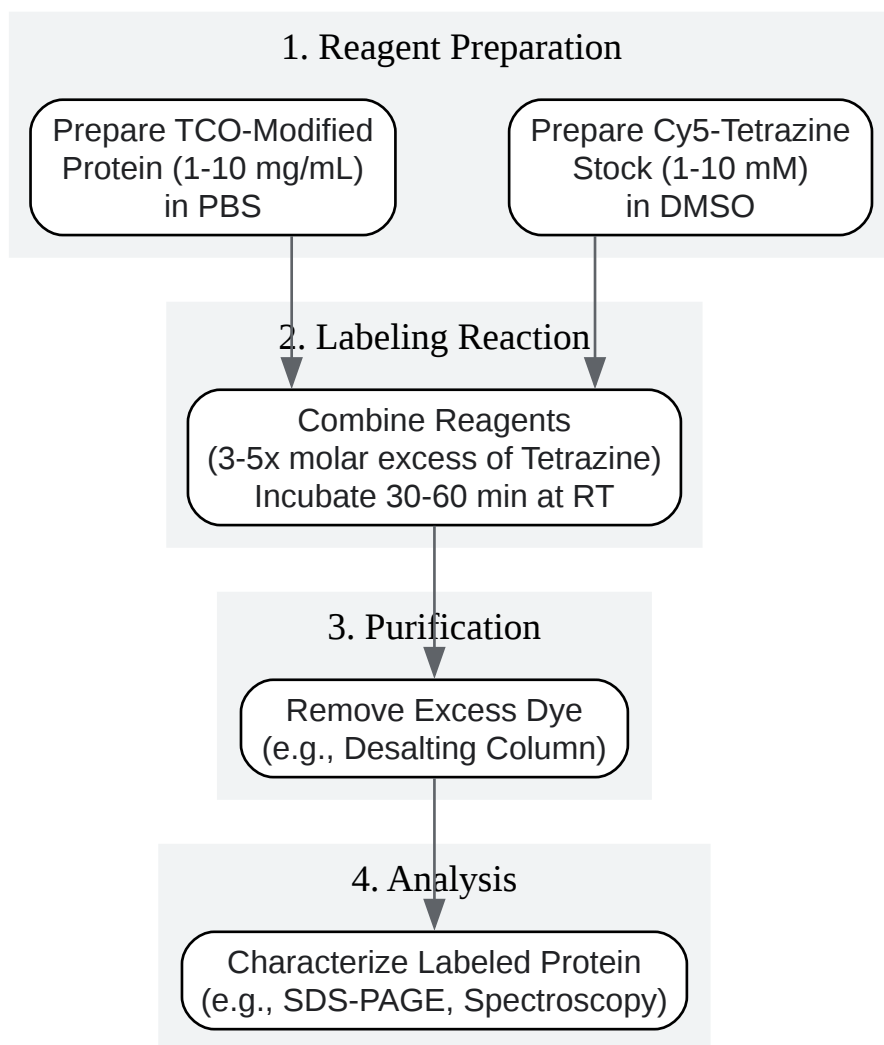 1. Reagent Preparation
Prepare TCO-Modified
Protein (1-10 mg/mL)
in PBS
Prepare Cy5-Tetrazine
Stock (1-10 mM)
in DMSO
2. Labeling Reaction
Combine Reagents
(3-5x molar excess of Tetrazine)
Incubate 30-60 min at RT
3. Purification
Remove Excess Dye
(e.g., Desalting Column)
4. Analysis
Characterize Labeled Protein
(e.g., SDS-PAGE, Spectroscopy)